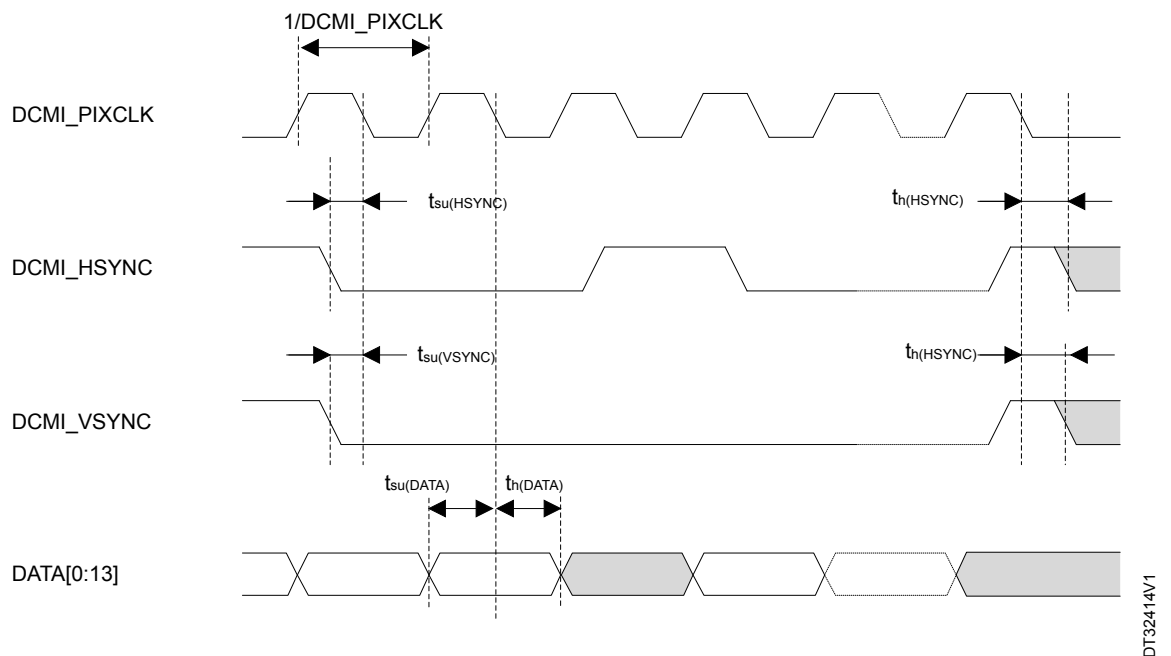 1/DCMI_PIXCLK
DCMI_PIXCLK
tsu(HSYNC)
th(HSYNC)
DCMI_HSYNC
tsu(VSYNC)
th(HSYNC)
DCMI_VSYNC
tsu(DATA)
th(DATA)
DATA[0:13]
DT32414V1